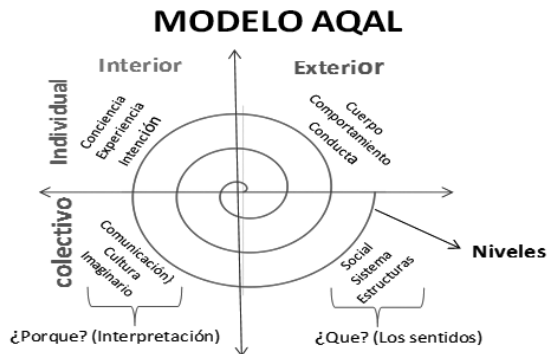 MODELO AQAL
Interior
Exterior
Individual
Conciencia
Experiencia
Intención
Cuerpo
Comportamiento
Conducta
colectivo
Comunicación}
Cultura
Imaginario
Social
Sistema
Estructuras
Niveles
¿Porque? (Interpretación)
¿Que? (Los sentidos)